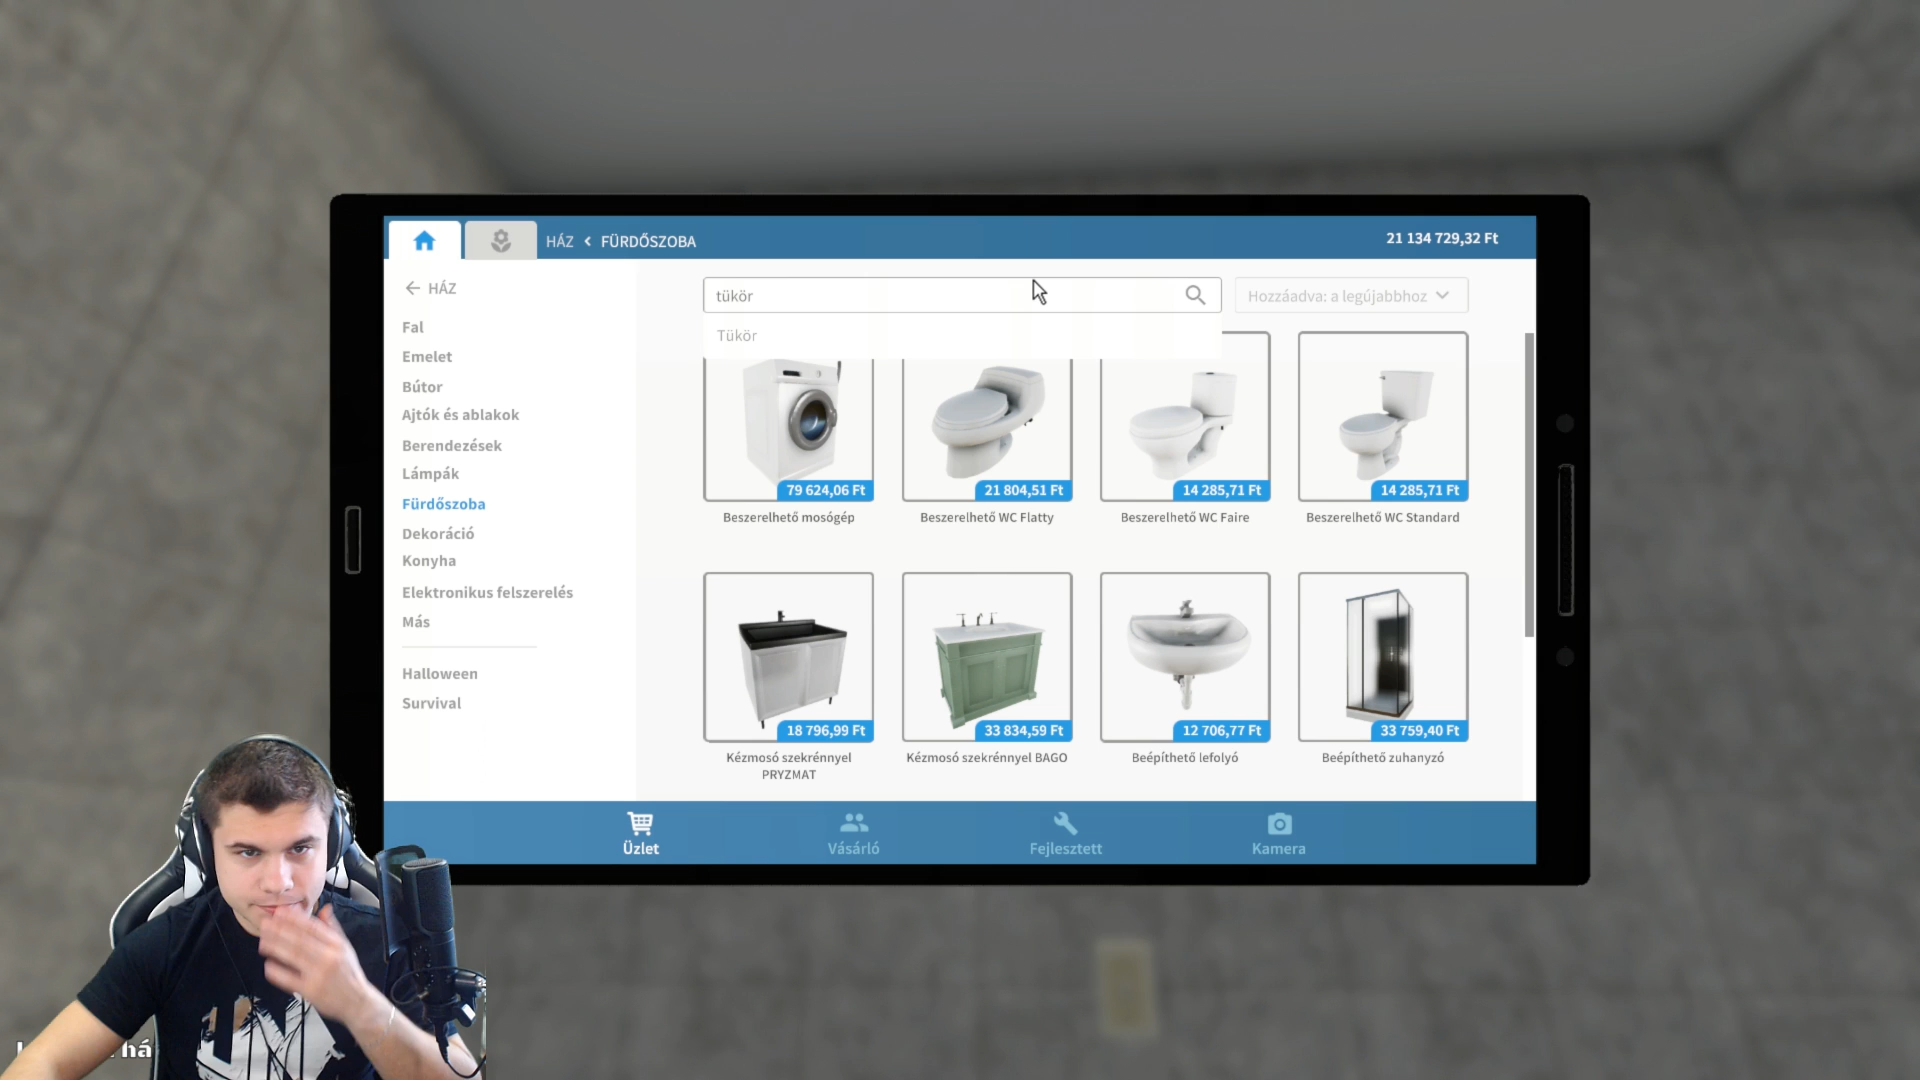 HÁZ < FÜRDŐSZOBA
21 134 729,32 Ft
← HÁZ
Fal
Emelet
Bútor
Ajtók és ablakok
Berendezések
Lámpák
Fürdőszoba
Dekoráció
Konyha
Elektronikus felszerelés
Más
Halloween
Survival
tükör
Hozzáadva: a legújabbhoz
Tükör
79 624,06 Ft
21 804,51 Ft
14 285,71 Ft
14 285,71 Ft
Beszerelhető mosógép
Beszerelhető WC Flatty
Beszerelhető WC Faire
Beszerelhető WC Standard
18 796,99 Ft
33 834,59 Ft
12 706,77 Ft
33 759,40 Ft
Kézmosó szekrénnyel
PRYZMAT
Kézmosó szekrénnyel BAGO
Beépíthető lefolyó
Beépíthető zuhanyzó
Üzlet
Vásárló
Fejlesztett
Kamera